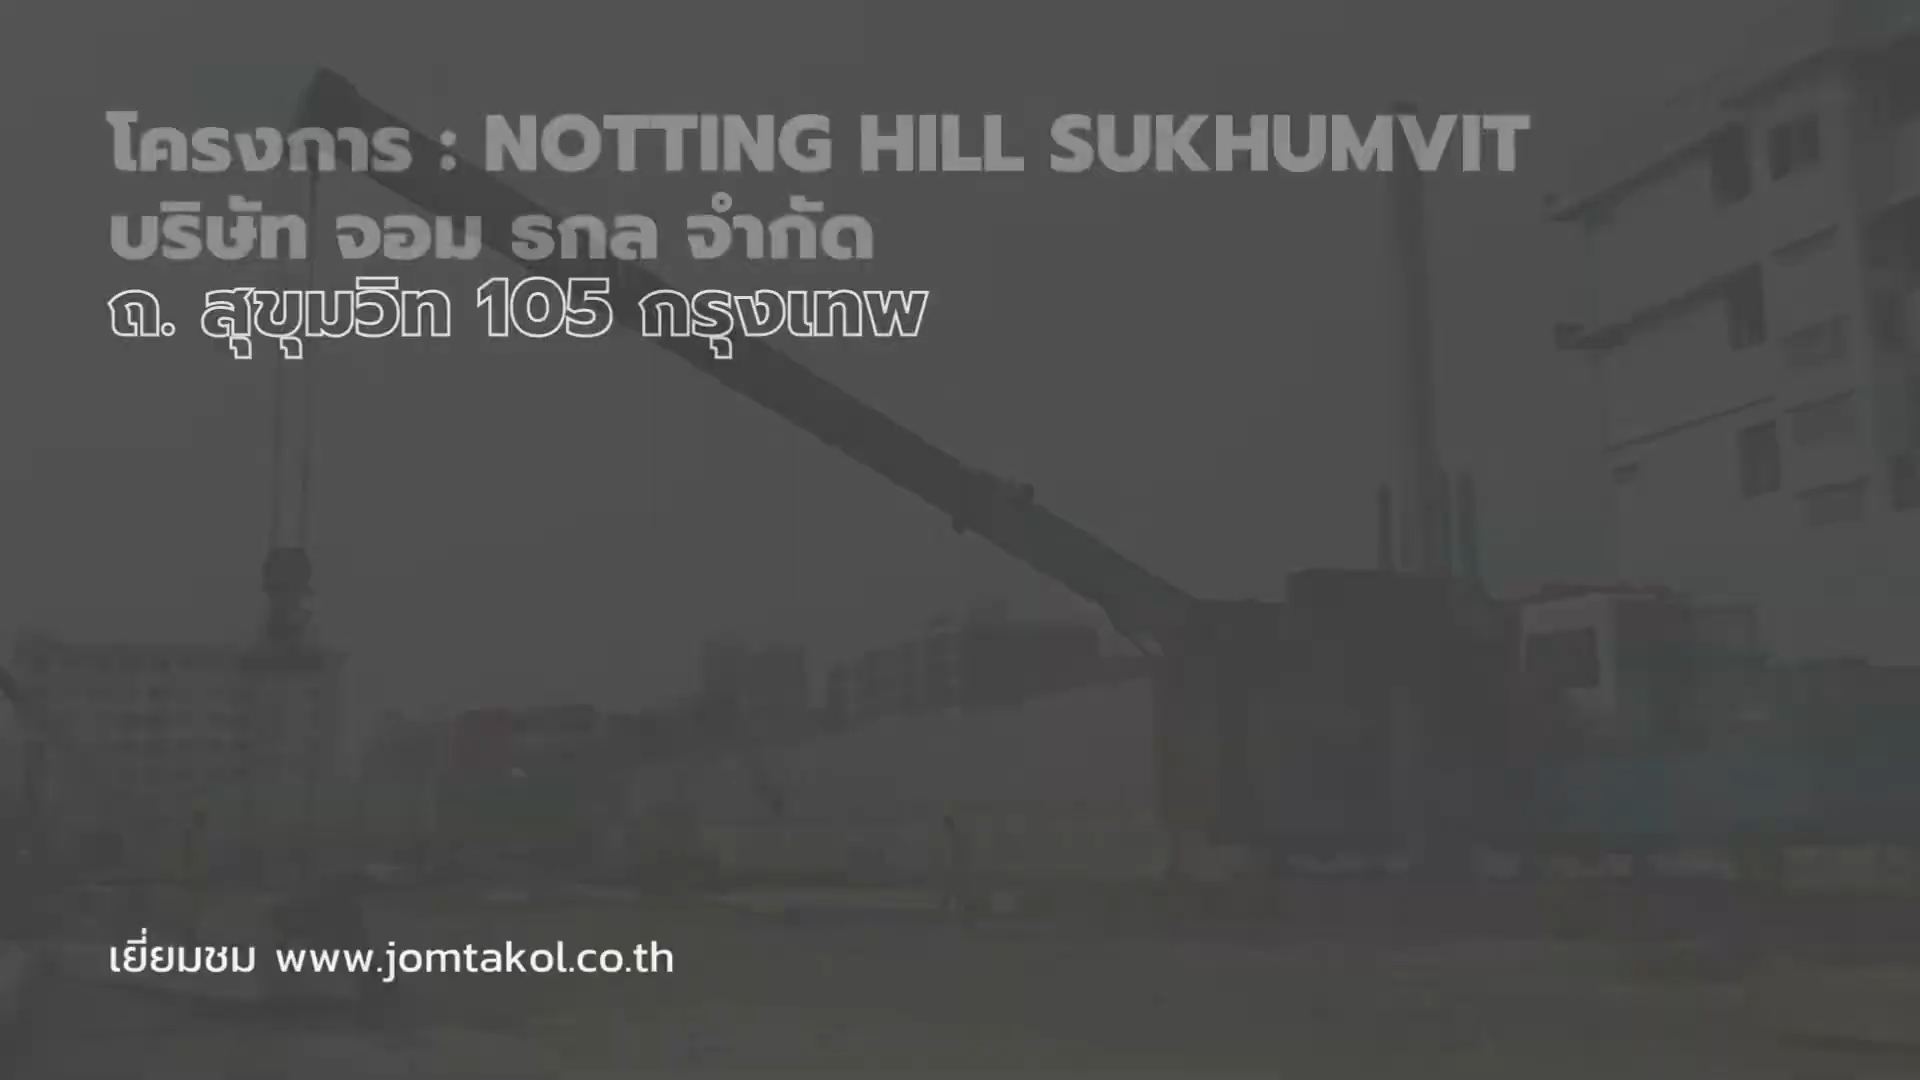 โครงการ : NOTTING HILL SUKHUMVIT
บริษัท จอม ธกล จำกัด
ถ. สุขุมวิท 105 กรุงเทพ
เยี่ยมชม www.jomtakol.co.th